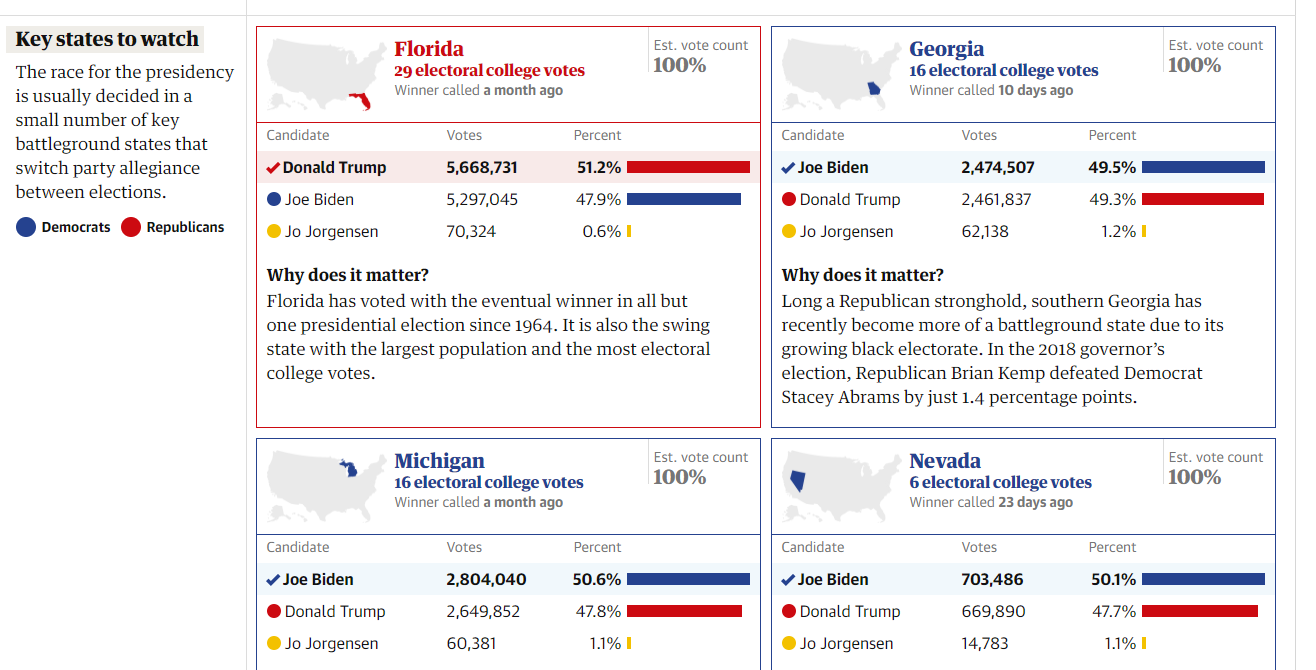 Key states to watch
The race for the presidency
is usually decided in a
small number of key
battleground states that
switch party allegiance
between elections.
Democrats Republicans
Florida
29 electoral college votes
Winner called a month ago
Est. vote count
100%
Candidate Votes Percent
Donald Trump 5,668,731 51.2%
Joe Biden 5,297,045 47.9%
Jo Jorgensen 70,324 0.6%
Why does it matter?
Florida has voted with the eventual winner in all but
one presidential election since 1964. It is also the swing
state with the largest population and the most electoral
college votes.
Georgia
16 electoral college votes
Winner called 10 days ago
Est. vote count
100%
Candidate Votes Percent
Joe Biden 2,474,507 49.5%
Donald Trump 2,461,837 49.3%
Jo Jorgensen 62,138 1.2%
Why does it matter?
Long a Republican stronghold, southern Georgia has
recently become more of a battleground state due to its
growing black electorate. In the 2018 governor’s
election, Republican Brian Kemp defeated Democrat
Stacey Abrams by just 1.4 percentage points.
Michigan
16 electoral college votes
Winner called a month ago
Est. vote count
100%
Candidate Votes Percent
Joe Biden 2,804,040 50.6%
Donald Trump 2,649,852 47.8%
Jo Jorgensen 60,381 1.1%
Nevada
6 electoral college votes
Winner called 23 days ago
Est. vote count
100%
Candidate Votes Percent
Joe Biden 703,486 50.1%
Donald Trump 669,890 47.7%
Jo Jorgensen 14,783 1.1%